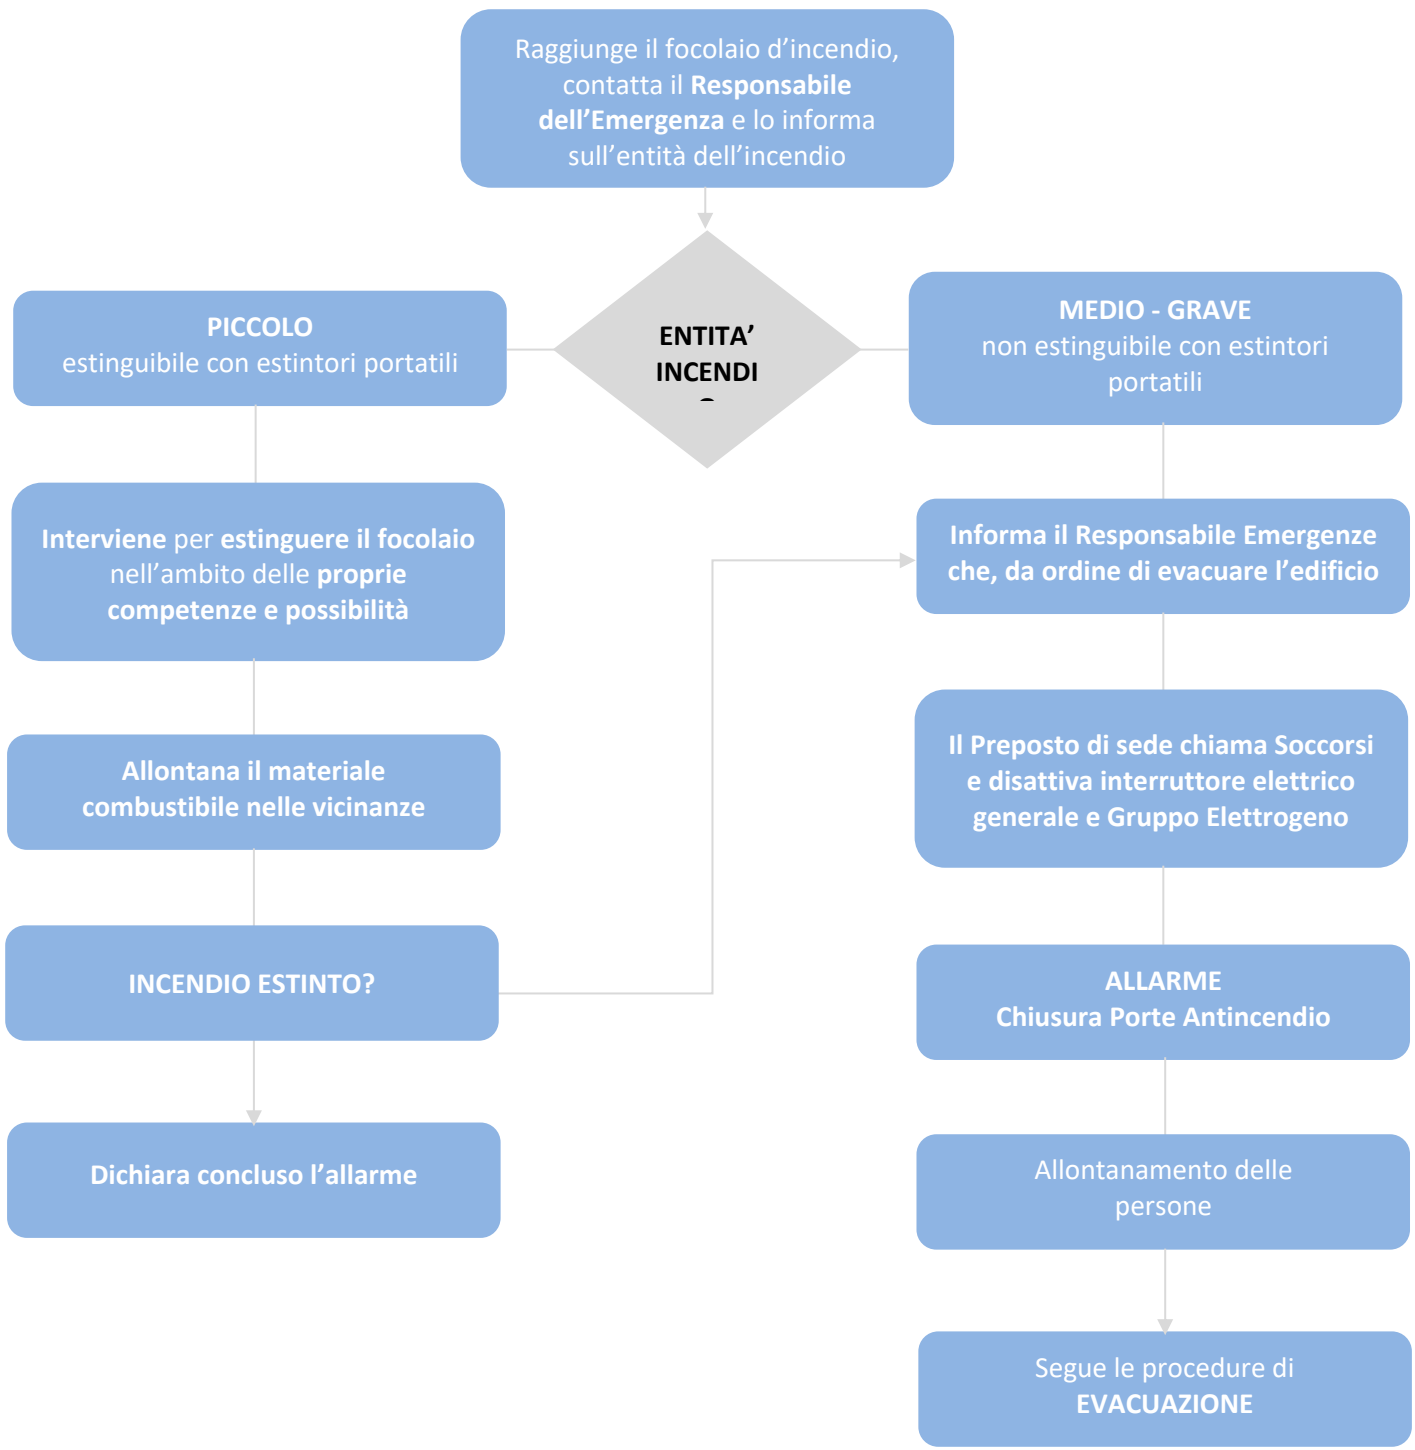 Raggiunge il focolaio d’incendio,
contatta il Responsabile
dell’Emergenza e lo informa
sull’entità dell’incendio
ENTITA’
INCENDI
PICCOLO
estinguibile con estintori portatili
Interviene per estinguere il focolaio
nell’ambito delle proprie
competenze e possibilità
Allontana il materiale
combustibile nelle vicinanze
INCENDIO ESTINTO?
Dichiara concluso l’allarme
MEDIO - GRAVE
non estinguibile con estintori
portatili
Informa il Responsabile Emergenze
che, da ordine di evacuare l’edificio
Il Preposto di sede chiama Soccorsi
e disattiva interruttore elettrico
generale e Gruppo Elettrogeno
ALLARME
Chiusura Porte Antincendio
Allontanamento delle
persone
Segue le procedure di
EVACUAZIONE